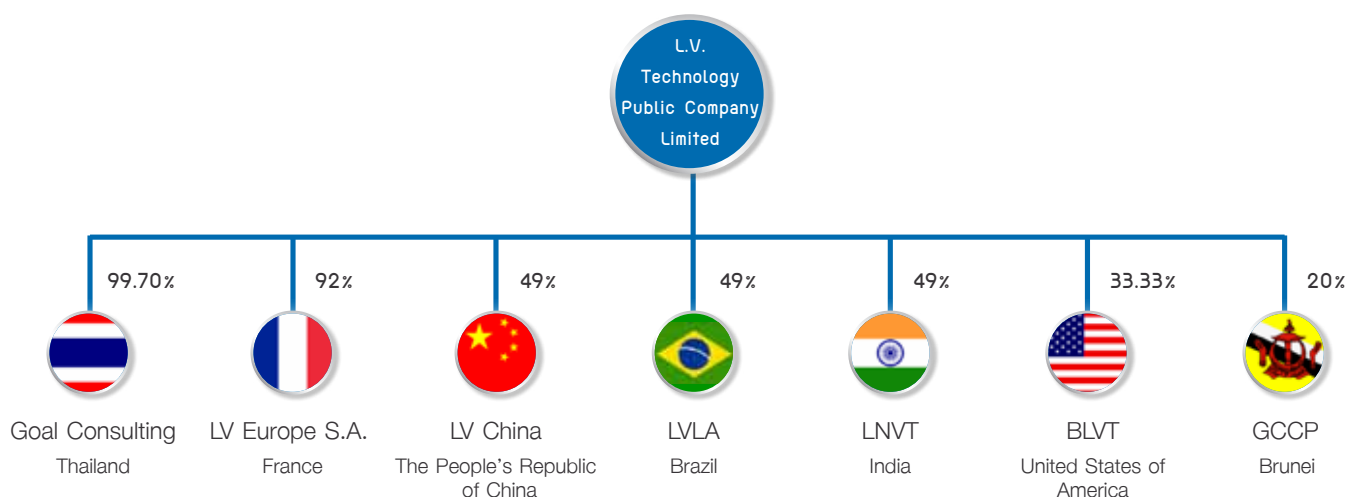 L.V.
Technology
Public Company
Limited
99.70%
92%
49%
49%
49%
33.33%
20%
Goal Consulting
Thailand
LV Europe S.A.
France
LV China
The People's Republic
of China
LVLA
Brazil
LNVT
India
BLVT
United States of
America
GCCP
Brunei